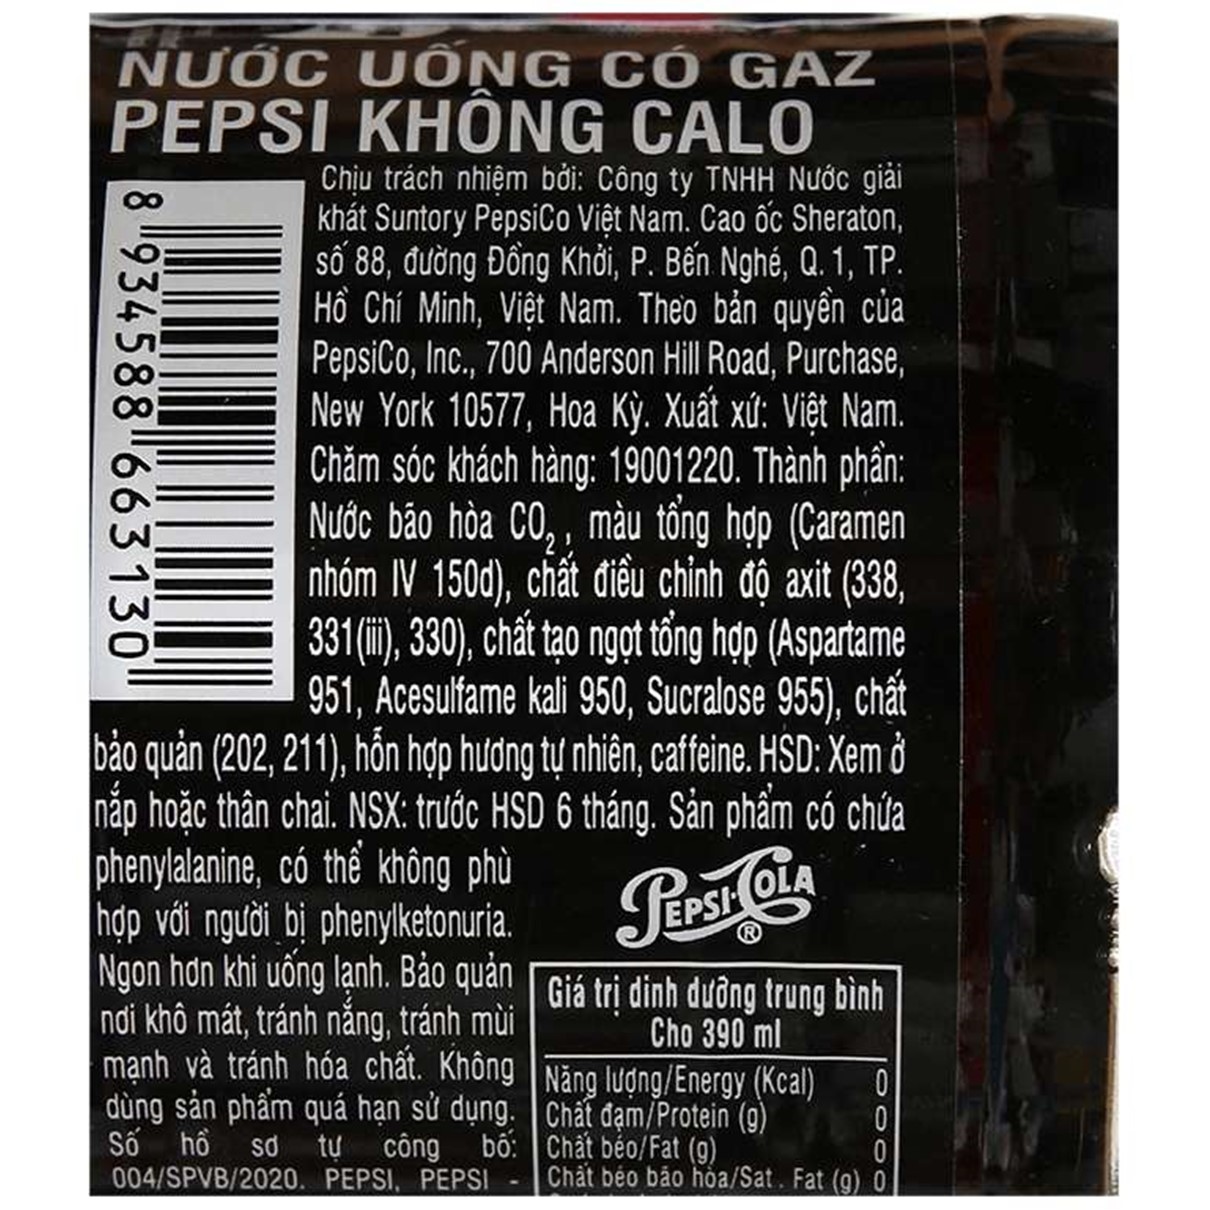 NƯỚC UỐNG CÓ GAZ
PEPSI KHÔNG CALO
8 934588 663130
Chịu trách nhiệm bởi: Công ty TNHH Nước giải
khát Suntory PepsiCo Việt Nam. Cao ốc Sheraton,
số 88, đường Đồng Khởi, P. Bến Nghé, Q. 1, TP.
Hồ Chí Minh, Việt Nam. Theo bản quyền của
PepsiCo, Inc., 700 Anderson Hill Road, Purchase,
New York 10577, Hoa Kỳ. Xuất xứ: Việt Nam.
Chăm sóc khách hàng: 19001220. Thành phần:
Nước bão hòa CO₂, màu tổng hợp (Caramen
nhóm IV 150d), chất điều chỉnh độ axit (338,
331(iii), 330), chất tạo ngọt tổng hợp (Aspartame
951, Acesulfame kali 950, Sucralose 955), chất
bảo quản (202, 211), hỗn hợp hương tự nhiên, caffeine. HSD: Xem ở
nắp hoặc thân chai. NSX: trước HSD 6 tháng. Sản phẩm có chứa
phenylalanine, có thể không phù
hợp với người bị phenylketonuria.
Ngon hơn khi uống lạnh. Bảo quản
nơi khô mát, tránh nắng, tránh mùi
mạnh và tránh hóa chất. Không
dùng sản phẩm quá hạn sử dụng.
Số hồ sơ tự công bố:
004/SPVB/2020. PEPSI, PEPSI -
PEPSI-COLA ®
Giá trị dinh dưỡng trung bình
Cho 390 ml
Năng lượng/Energy (Kcal) 0
Chất đạm/Protein (g) 0
Chất béo/Fat (g) 0
Chất béo bão hòa/Sat. Fat (g) 0